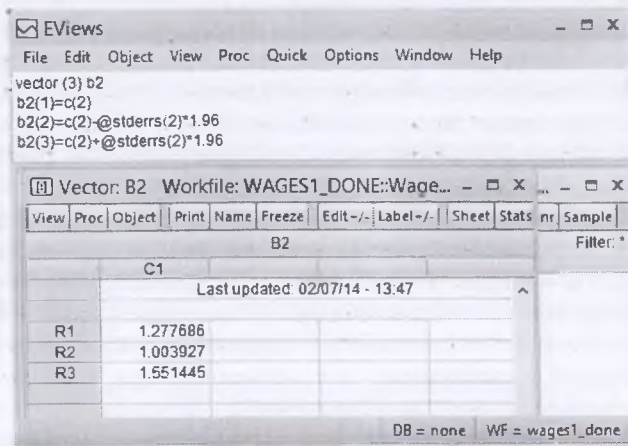 EViews
File Edit Object View Proc Quick Options Window Help
vector (3) b2
b2(1)=c(2)
b2(2)=c(2)-@stderrs(2)*1.96
b2(3)=c(2)+@stderrs(2)*1.96
Vector: B2 Workfile: WAGES1_DONE::Wage...
View Proc Object Print Name Freeze Edit+/- Label+/- Sheet Stats nr Sample
B2 Filter: *
C1
Last updated: 02/07/14 - 13:47
R1 1.277686
R2 1.003927
R3 1.551445
DB = none WF = wages1_done